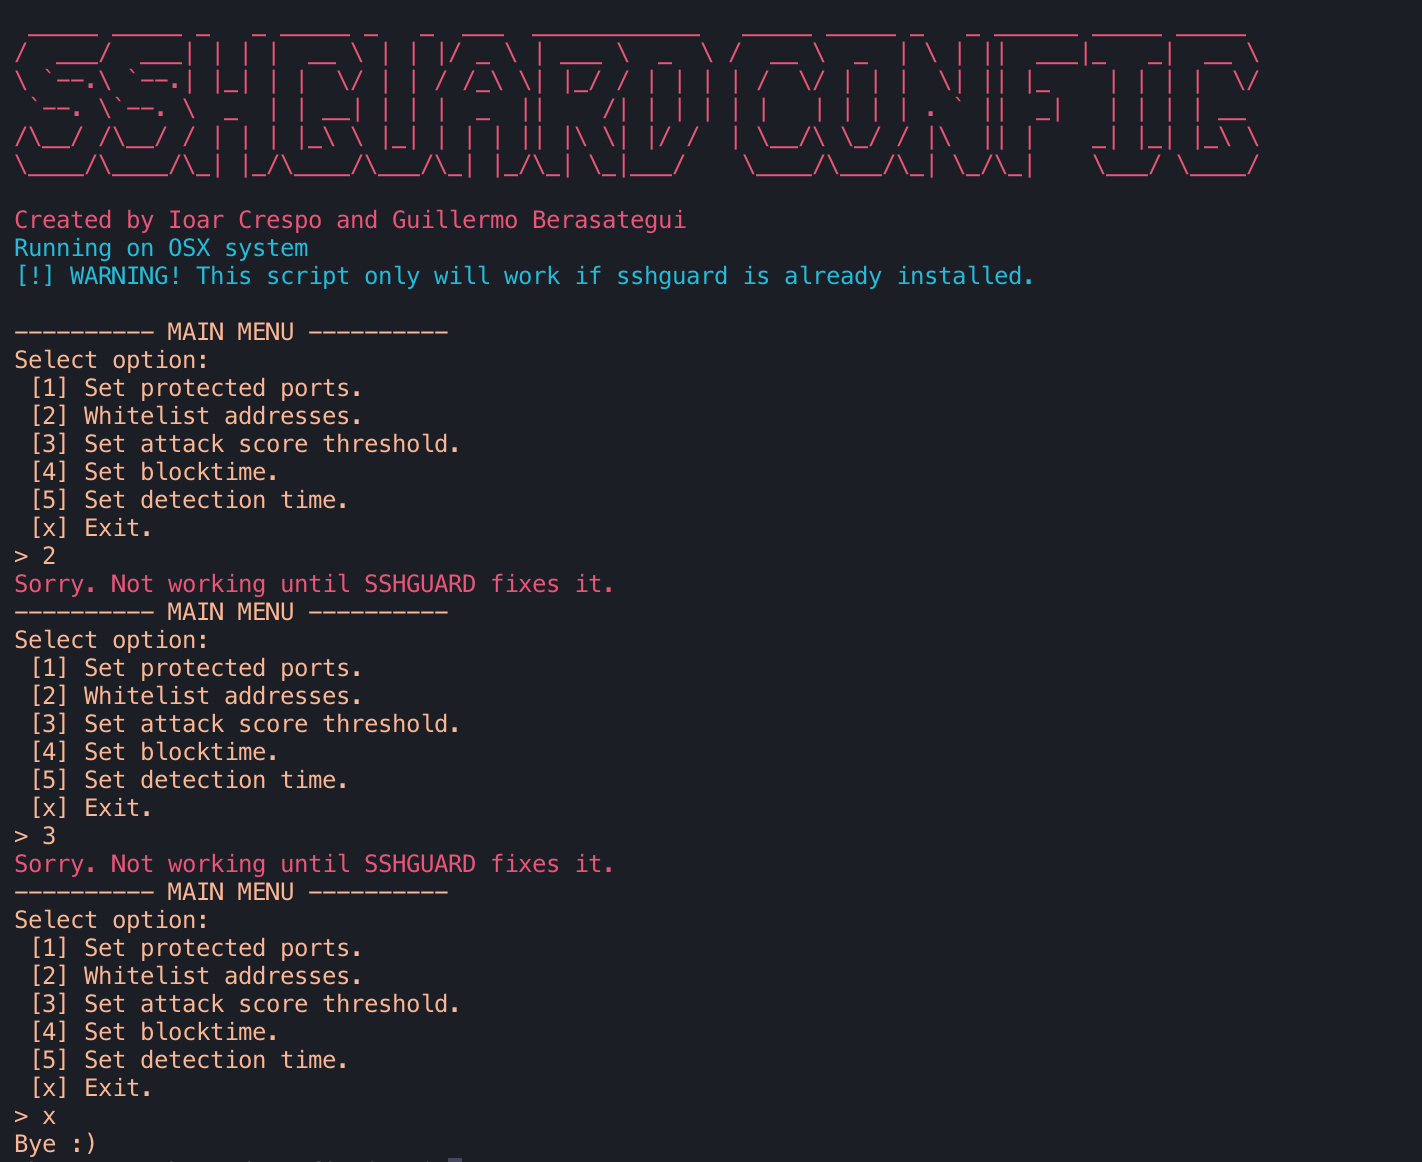 SSHGUARD CONFIG
Created by Ioar Crespo and Guillermo Berasategui
Running on OSX system
[!] WARNING! This script only will work if sshguard is already installed.
---------- MAIN MENU ----------
Select option:
[1] Set protected ports.
[2] Whitelist addresses.
[3] Set attack score threshold.
[4] Set blocktime.
[5] Set detection time.
[x] Exit.
> 2
Sorry. Not working until SSHGUARD fixes it.
---------- MAIN MENU ----------
Select option:
[1] Set protected ports.
[2] Whitelist addresses.
[3] Set attack score threshold.
[4] Set blocktime.
[5] Set detection time.
[x] Exit.
> 3
Sorry. Not working until SSHGUARD fixes it.
---------- MAIN MENU ----------
Select option:
[1] Set protected ports.
[2] Whitelist addresses.
[3] Set attack score threshold.
[4] Set blocktime.
[5] Set detection time.
[x] Exit.
> x
Bye :)